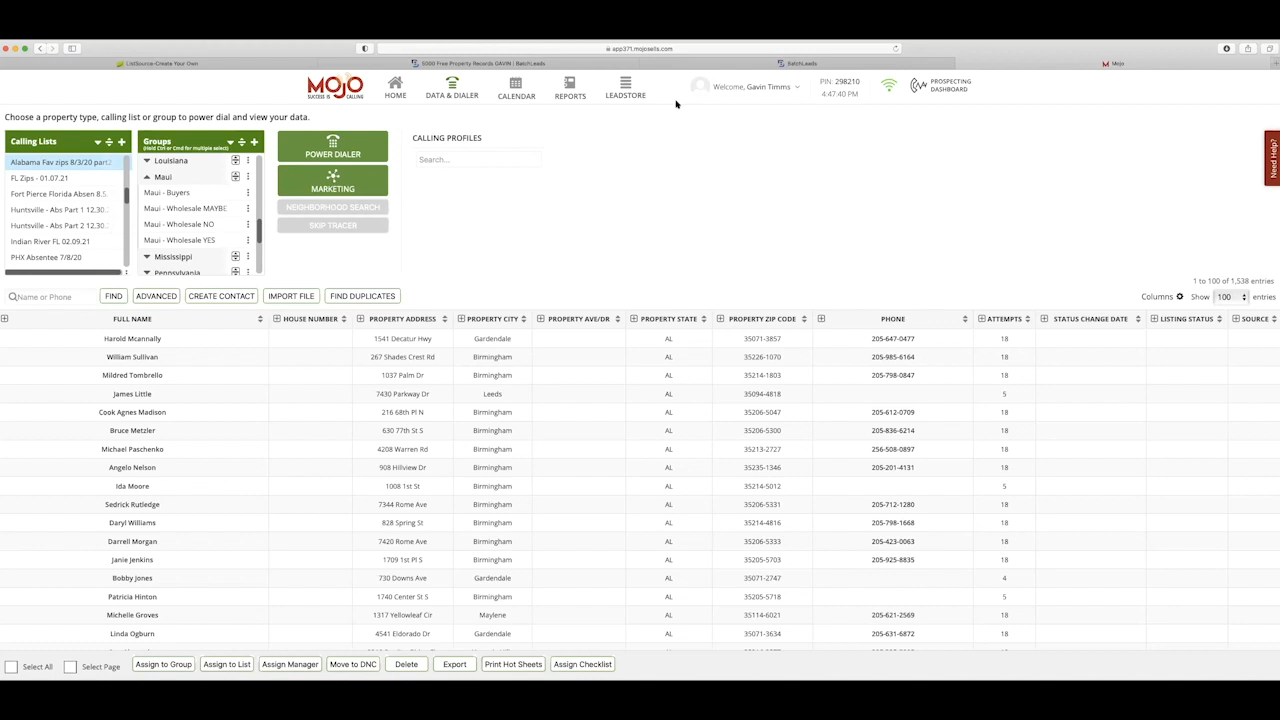 app371.mojosells.com
ListSource-Create Your Own
5000 Free Property Records GAVIN | BatchLeads
BatchLeads
Mojo
MOJO
SUCCESS IS CALLING
HOME
DATA & DIALER
CALENDAR
REPORTS
LEADSTORE
Welcome, Gavin Timms
PIN: 298210
4:47:40 PM
PROSPECTING
DASHBOARD
Choose a property type, calling list or group to power dial and view your data.
Calling Lists
Alabama Fav zips 8/3/20 part
FL Zips - 01.07.21
Fort Pierce Florida Absen 8.5.
Huntsville - Abs Part 1 12.30..
Huntsville - Abs Part 2 12.30..
Indian River FL 02.09.21
PHX Absentee 7/8/20
Groups
(Held Cntl or Cmd for multiple select)
Louisiana
Maui
Maui - Buyers
Maui - Wholesale MAYBE
Maui - Wholesale NO
Maui - Wholesale YES
Mississippi
Pennsylvania
POWER DIALER
MARKETING
NEIGHBORHOOD SEARCH
SKIP TRACER
CALLING PROFILES
Search...
Need Help?
1 to 100 of 1,538 entries
Name or Phone
FIND
ADVANCED
CREATE CONTACT
IMPORT FILE
FIND DUPLICATES
Columns
Show 100 entries
FULL NAME HOUSE NUMBER PROPERTY ADDRESS PROPERTY CITY PROPERTY AVE/DR PROPERTY STATE PROPERTY ZIP CODE PHONE ATTEMPTS STATUS CHANGE DATE LISTING STATUS SOURCE
Harold Mcannally 1541 Decatur Hwy Gardendale AL 35071-3857 205-647-0477 18
William Sullivan 267 Shades Crest Rd Birmingham AL 35226-1070 205-985-6164 18
Mildred Tombrello 1037 Palm Dr Birmingham AL 35214-1803 205-798-0847 18
James Little 7430 Parkway Dr Leeds AL 35094-4818 5
Cook Agnes Madison 216 68th Pl N Birmingham AL 35206-5047 205-612-0709 18
Bruce Metzler 630 77th St S Birmingham AL 35206-5300 205-836-6214 18
Michael Paschenko 4208 Warren Rd Birmingham AL 35213-2727 256-508-0897 18
Angelo Nelson 908 Hillview Dr Birmingham AL 35235-1346 205-201-4131 18
Ida Moore 1008 1st St Birmingham AL 35214-5012 5
Sedrick Rutledge 7344 Rome Ave Birmingham AL 35206-5331 205-712-1280 18
Daryl Williams 828 Spring St Birmingham AL 35214-4816 205-798-1668 18
Darrell Morgan 7420 Rome Ave Birmingham AL 35206-5333 205-423-0063 18
Janie Jenkins 1709 1st Pl S Birmingham AL 35205-5703 205-925-8835 18
Bobby Jones 730 Downs Ave Gardendale AL 35071-2747 4
Patricia Hinton 1740 Center St S Birmingham AL 35205-5718 5
Michelle Groves 1317 Yellowleaf Cir Maylene AL 35114-6021 205-621-2569 18
Linda Ogburn 4541 Eldorado Dr Gardendale AL 35071-3634 205-631-6872 18
Select All
Select Page
Assign to Group
Assign to List
Assign Manager
Move to DNC
Delete
Export
Print Hot Sheets
Assign Checklist